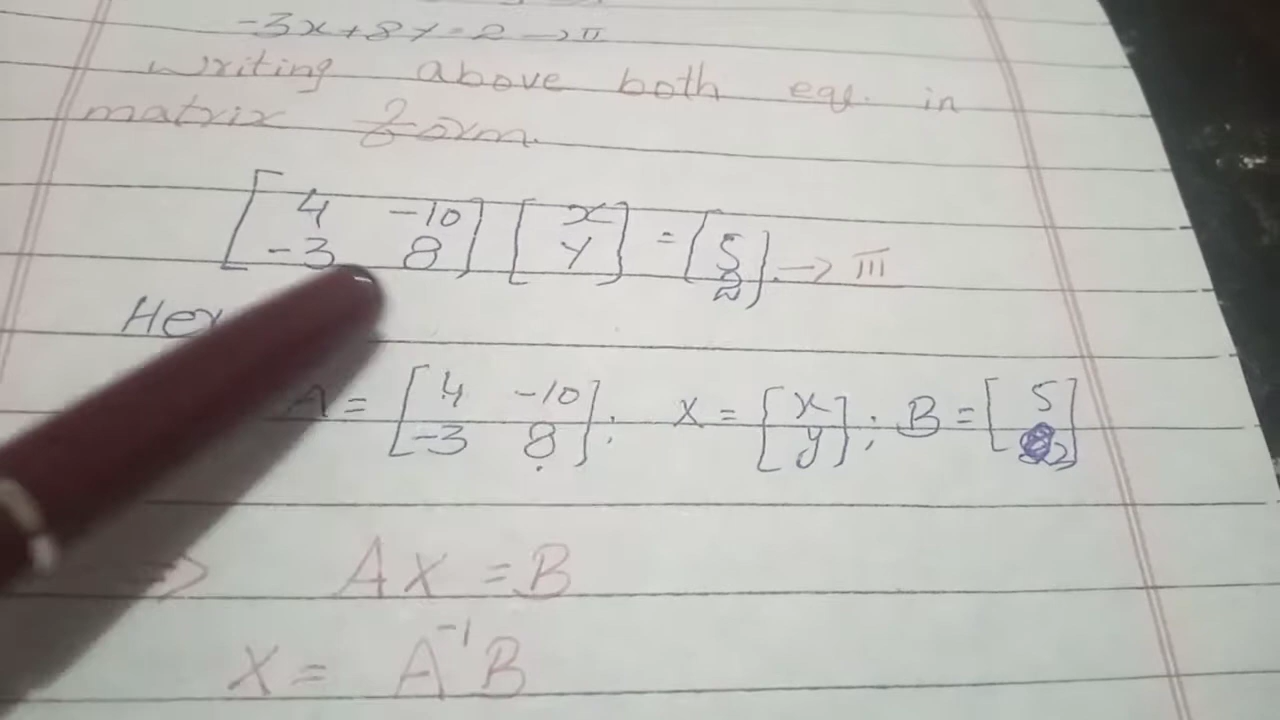 -3x+8y=2→II
Writing above both eq. in
matrix form.
[4 -10 -3 8] [x y] = [5 2] → III
A = [4 -10 -3 8]; X = [x y]; B = [5 2]
⇒ AX = B
X = A⁻¹B